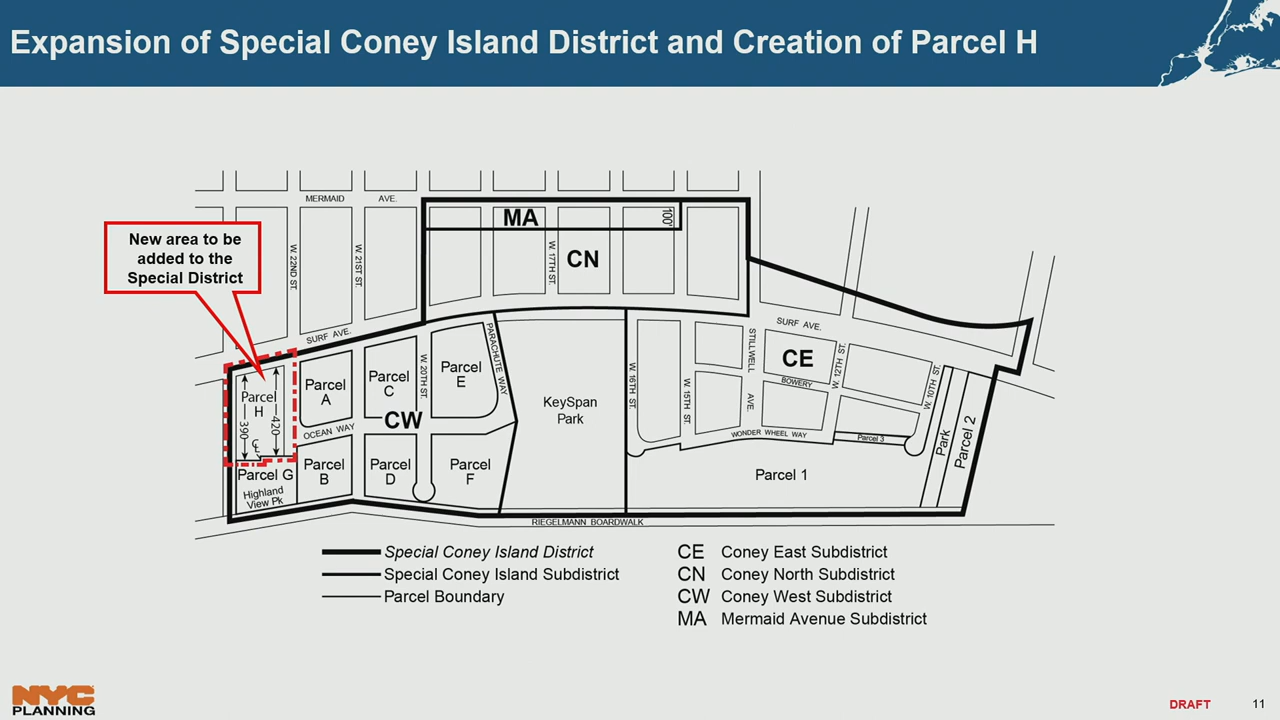 Expansion of Special Coney Island District and Creation of Parcel H
MERMAID AVE.
MA
100'
New area to be
added to the
Special District
W. 22ND ST.
W. 21ST ST.
W. 17TH ST.
CN
SURF AVE.
SURF AVE.
PARACHUTE WAY
STILLWELL AVE.
CE
W. 12TH ST.
W. 10TH ST.
BOWERY
Parcel
H
390
420
CL
Parcel
A
Parcel
C
W. 20TH ST.
Parcel
E
KeySpan
Park
W. 16TH ST.
W. 15TH ST.
CW
OCEAN WAY
WONDER WHEEL WAY
Parcel 3
Park
Parcel 2
Parcel G
Highland
View Pk
Parcel
B
Parcel
D
Parcel
F
Parcel 1
RIEGELMANN BOARDWALK
Special Coney Island District
Special Coney Island Subdistrict
Parcel Boundary
CE Coney East Subdistrict
CN Coney North Subdistrict
CW Coney West Subdistrict
MA Mermaid Avenue Subdistrict
NYC
PLANNING
DRAFT
11